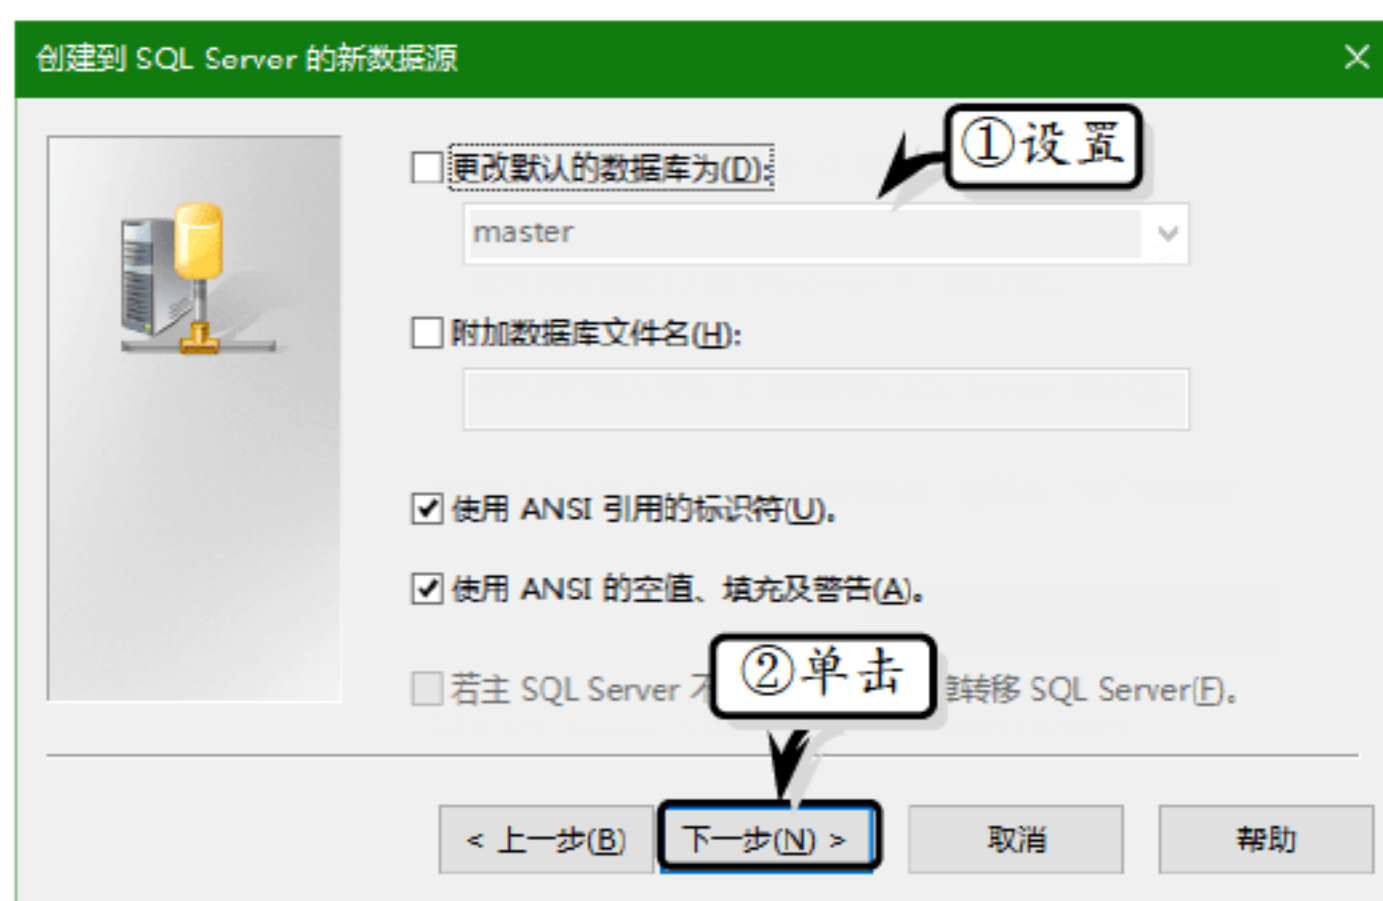 创建到 SQL Server 的新数据源
①设置
更改默认的数据库为(D):
master
附加数据库文件名(H):
使用 ANSI 引用的标识符(U)。
使用 ANSI 的空值、填充及警告(A)。
若主 SQL Server 不
②单击
转移 SQL Server(F)。
< 上一步(B)
下一步(N) >
取消
帮助